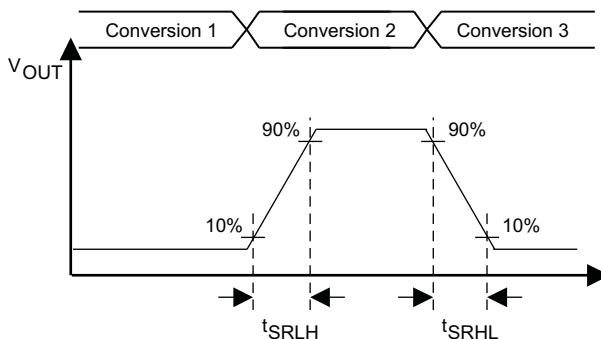 Conversion 1 Conversion 2 Conversion 3
VOUT
90% 90%
10% 10%
tSRLH tSRHL